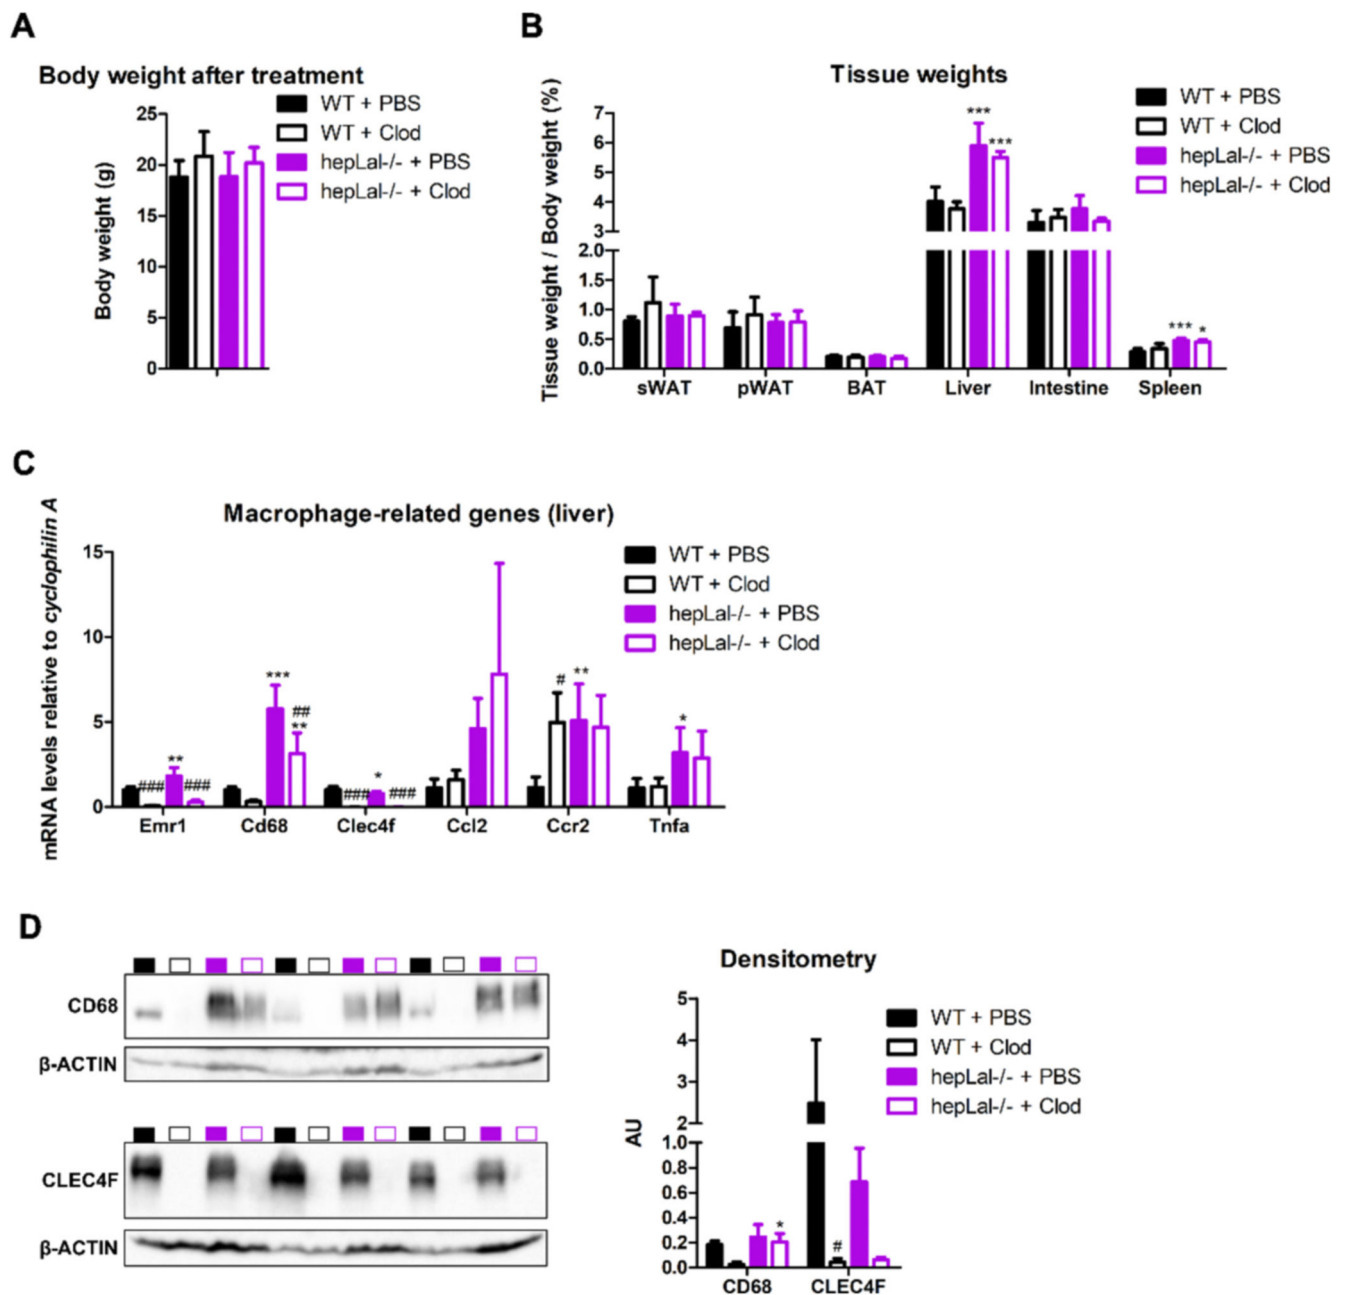 A
Body weight after treatment
Body weight (g)
25
20
15
10
5
0
WT + PBS
WT + Clod
hepLal-/- + PBS
hepLal-/- + Clod
B
Tissue weights
Tissue weight / Body weight (%)
7
6
5
4
3
2.0
1.5
1.0
0.5
0.0
***
***
***
*
sWAT pWAT BAT Liver Intestine Spleen
WT + PBS
WT + Clod
hepLal-/- + PBS
hepLal-/- + Clod
C
Macrophage-related genes (liver)
mRNA levels relative to cyclophilin A
15
10
5
0
### ** ###
*** ## **
### * ###
# **
*
Emr1 Cd68 Clec4f Ccl2 Ccr2 Tnfa
WT + PBS
WT + Clod
hepLal-/- + PBS
hepLal-/- + Clod
D
CD68
β-ACTIN
CLEC4F
β-ACTIN
Densitometry
AU
5
4
3
2
1.0
0.8
0.6
0.4
0.2
0.0
*
#
CD68 CLEC4F
WT + PBS
WT + Clod
hepLal-/- + PBS
hepLal-/- + Clod